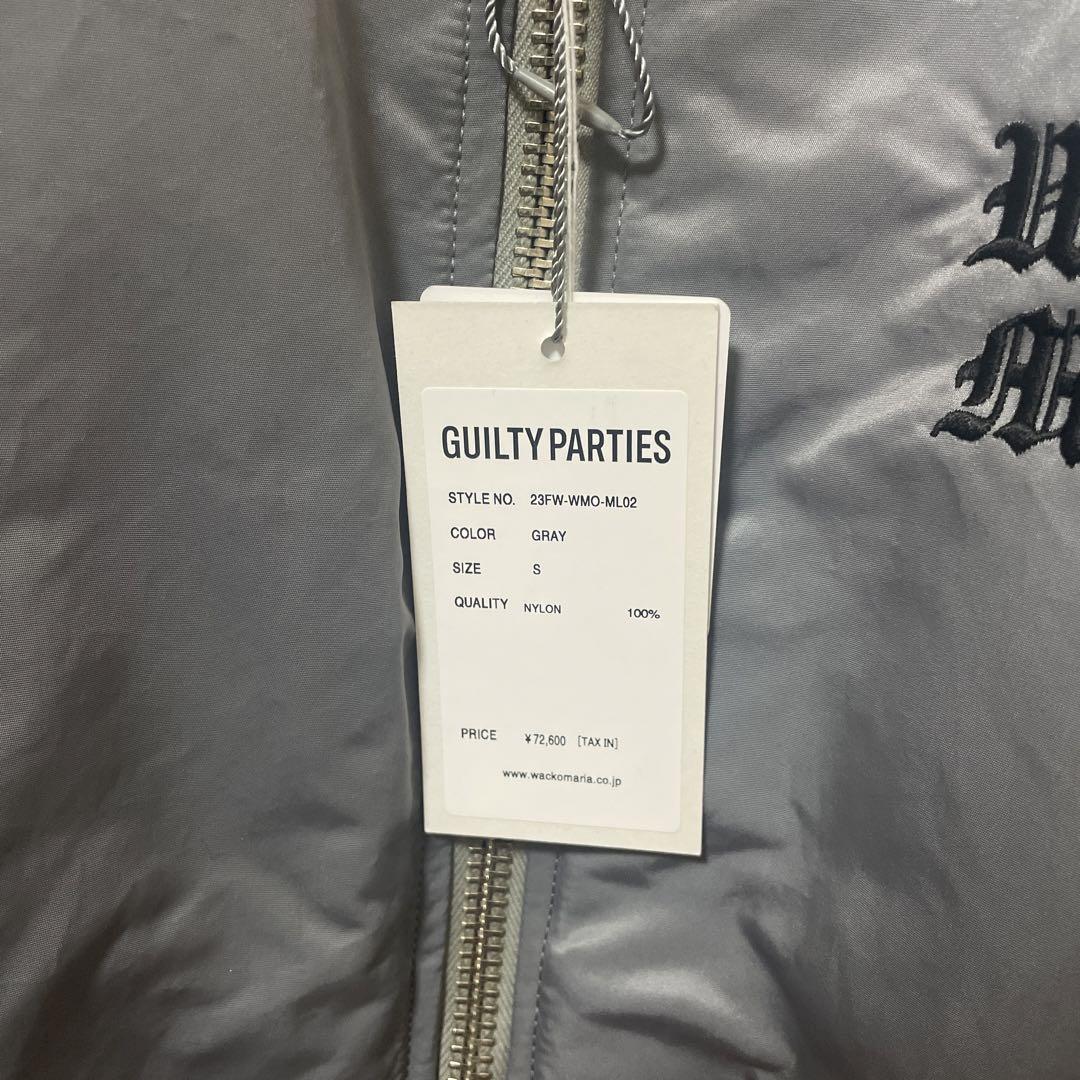 GUILTY PARTIES
STYLE NO. 23FW-WMO-ML02
COLOR GRAY
SIZE S
QUALITY NYLON 100%
PRICE ¥72,600 [TAX IN]
www.wackomaria.co.jp